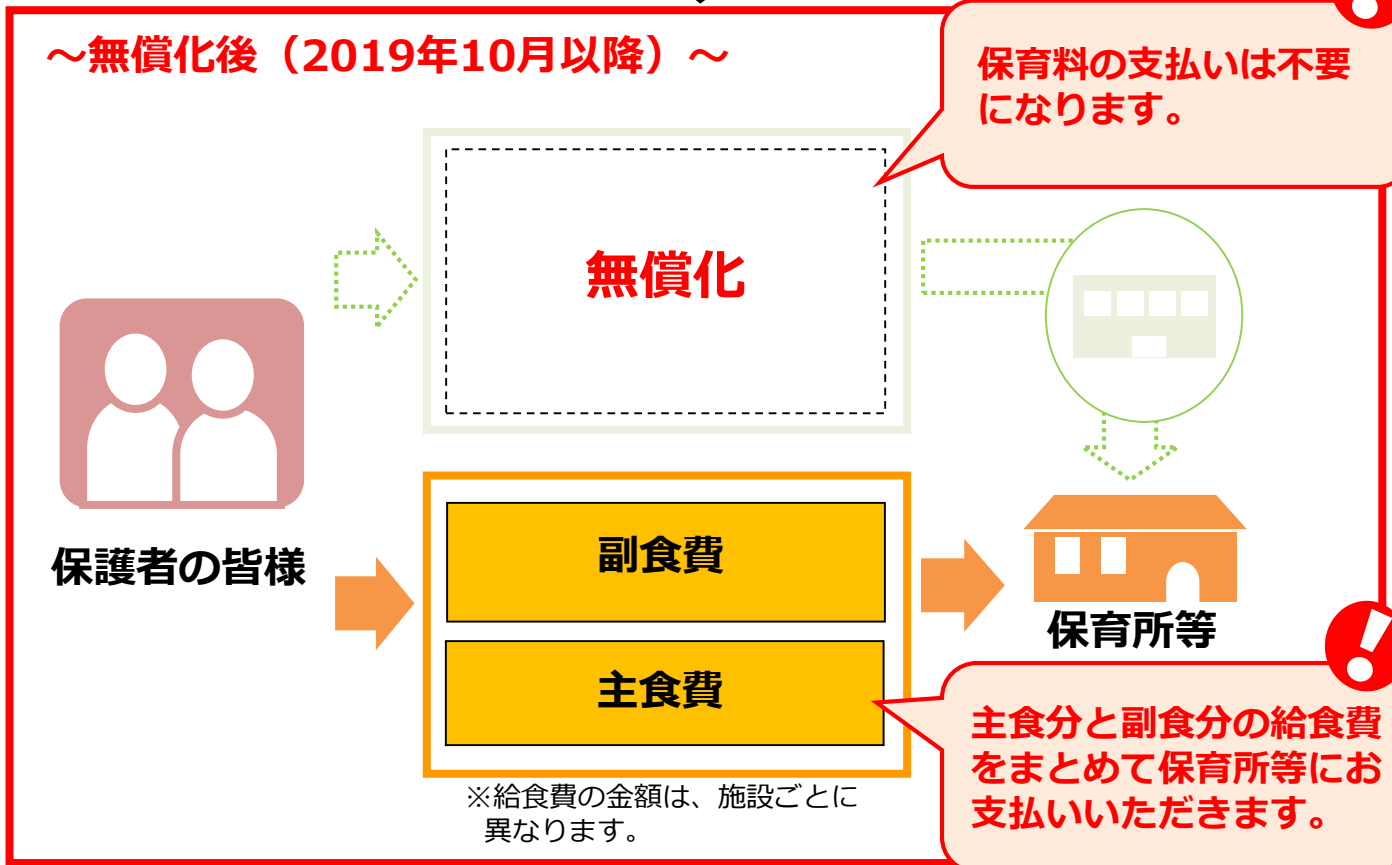 ～無償化後（2019年10月以降）～
保育料の支払いは不要
になります。
無償化
保護者の皆様
副食費
主食費
保育所等
主食分と副食分の給食費
をまとめて保育所等にお
支払いいただきます。
※給食費の金額は、施設ごとに
異なります。